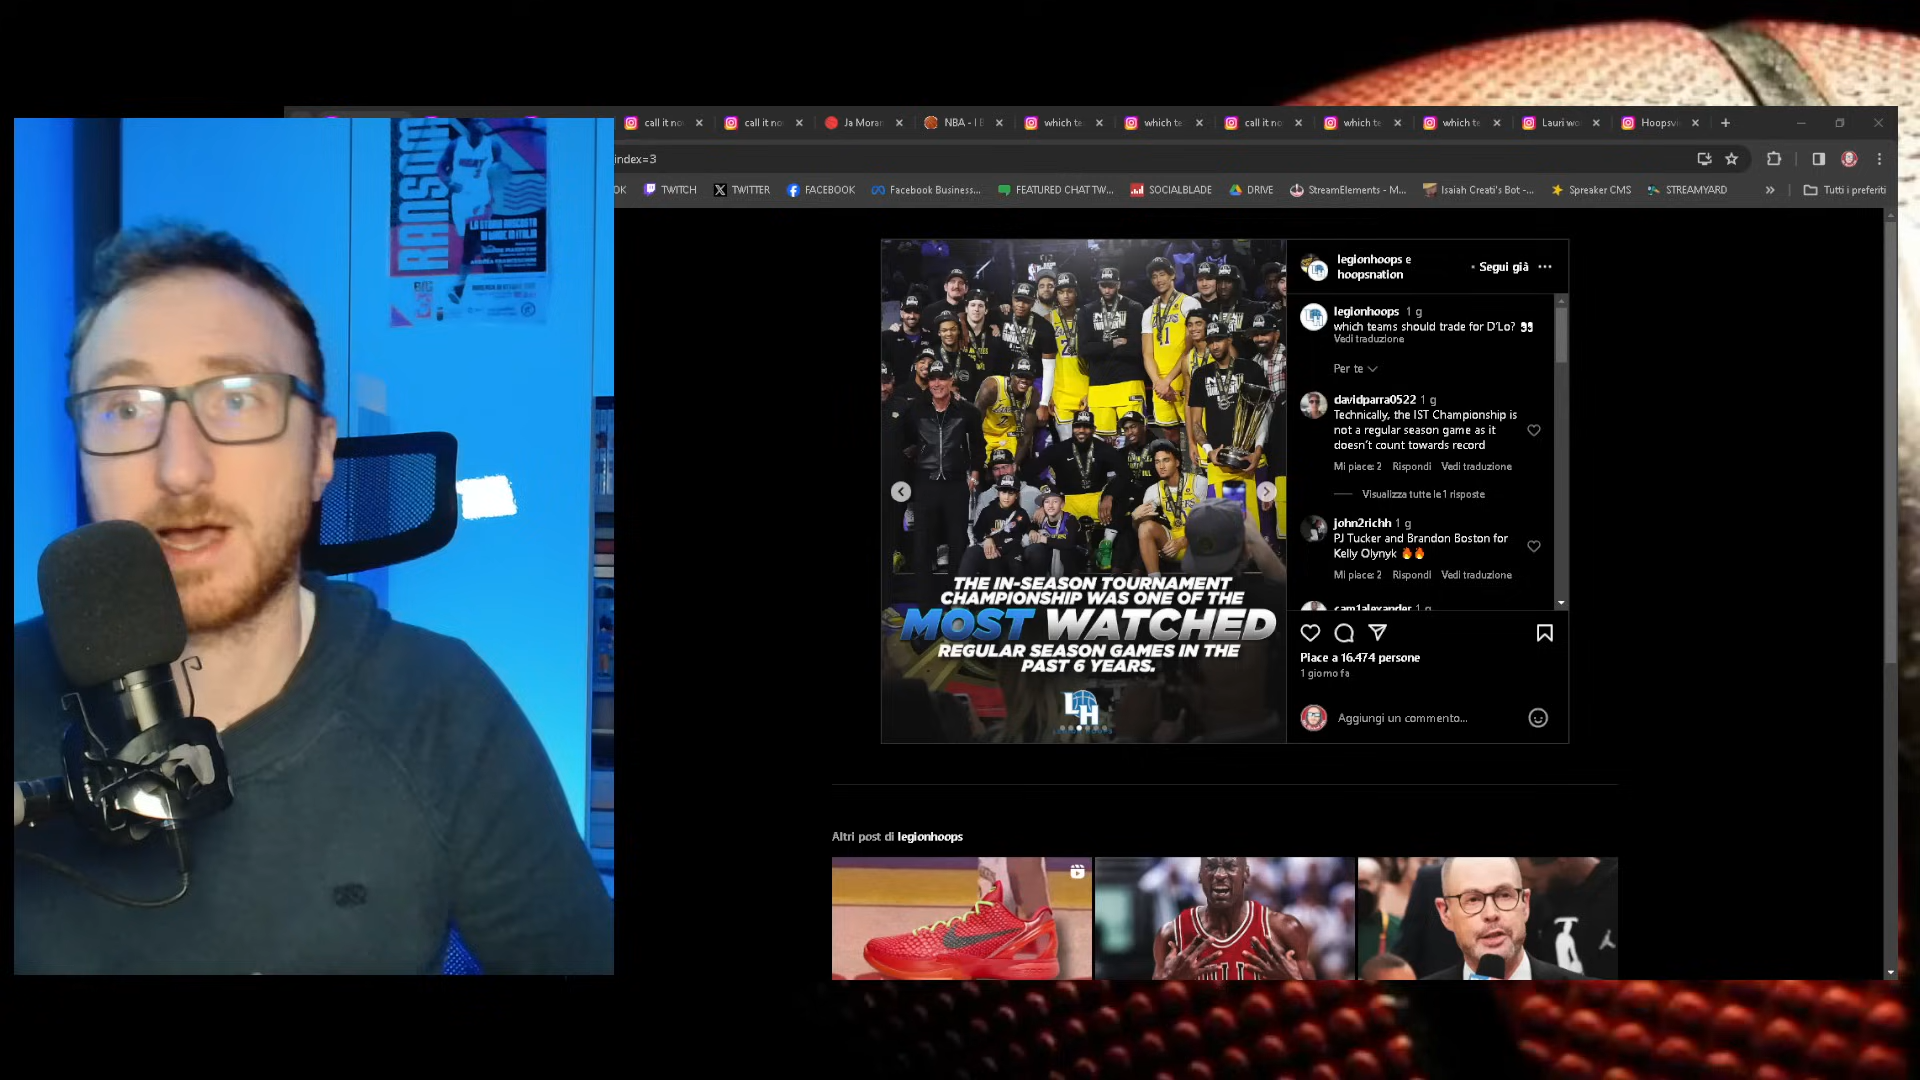 RANSOM
HEAT
call it no
call it no
Ja Moran
NBA - I B
which te
which te
call it no
which te
which te
Lauri wo
Hoopsvi
index=3
OK
TWITCH
TWITTER
FACEBOOK
Facebook Business...
FEATURED CHAT TW...
SOCIALBLADE
DRIVE
StreamElements - M...
Isaiah Creati's Bot -...
Spreaker CMS
STREAMYARD
»
Tutti i preferiti
legionhoops e
hoopsnation
• Segui già
legionhoops 1 g
which teams should trade for D'Lo? 👀
Vedi traduzione
Per te
davidparra0522 1 g
Technically, the IST Championship is
not a regular season game as it
doesn't count towards record
Mi piace: 2 Rispondi Vedi traduzione
Visualizza tutte le 1 risposte
john2richh 1 g
PJ Tucker and Brandon Boston for
Kelly Olynyk 🔥🔥
Mi piace: 2 Rispondi Vedi traduzione
cam1alexander 1 g
THE IN-SEASON TOURNAMENT
CHAMPIONSHIP WAS ONE OF THE
MOST WATCHED
REGULAR SEASON GAMES IN THE
PAST 6 YEARS.
LH
Piace a 16.474 persone
1 giorno fa
Aggiungi un commento...
Altri post di legionhoops